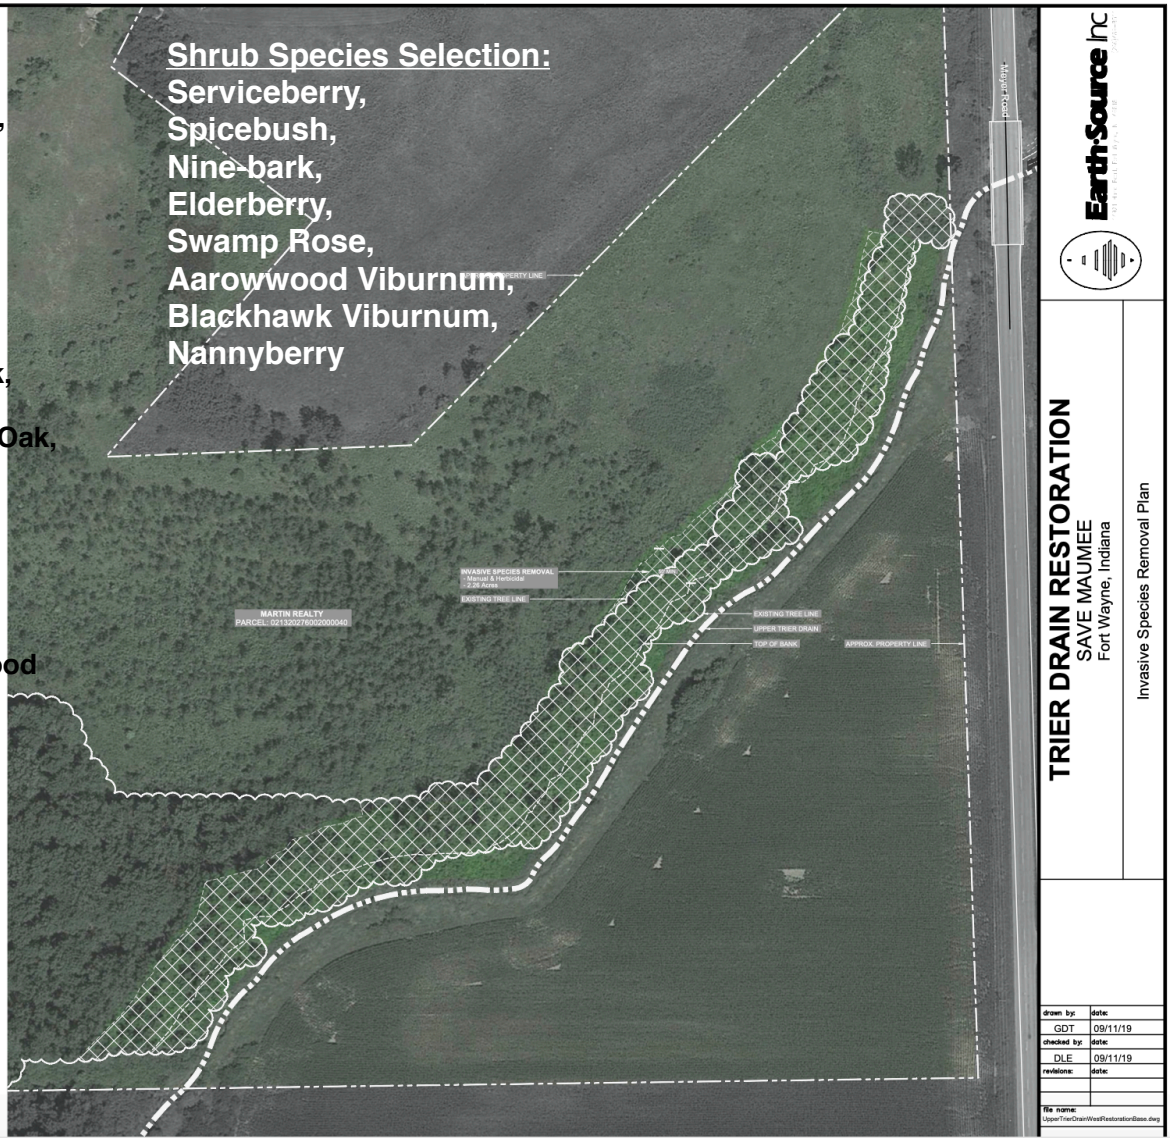 Shrub Species Selection:
Serviceberry,
Spicebush,
Nine-bark,
Elderberry,
Swamp Rose,
Aarowwood Viburnum,
Blackhawk Viburnum,
Nannyberry
,
k,
Oak,
ood
PROPERTY LINE
INVASIVE SPECIES REMOVAL
- Manual & Herbicidal
- 2.26 Acres
EXISTING TREE LINE
MARTIN REALTY
PARCEL: 021320276002000040
EXISTING TREE LINE
UPPER TRIER DRAIN
TOP OF BANK
APPROX. PROPERTY LINE
Meyer Road
Earth·Source Inc
TRIER DRAIN RESTORATION
SAVE MAUMEE
Fort Wayne, Indiana
Invasive Species Removal Plan
drawn by: date:
GDT 09/11/19
checked by: date:
DLE 09/11/19
revisions: date:
file name:
UpperTrierDrainWestRestorationBase.dwg